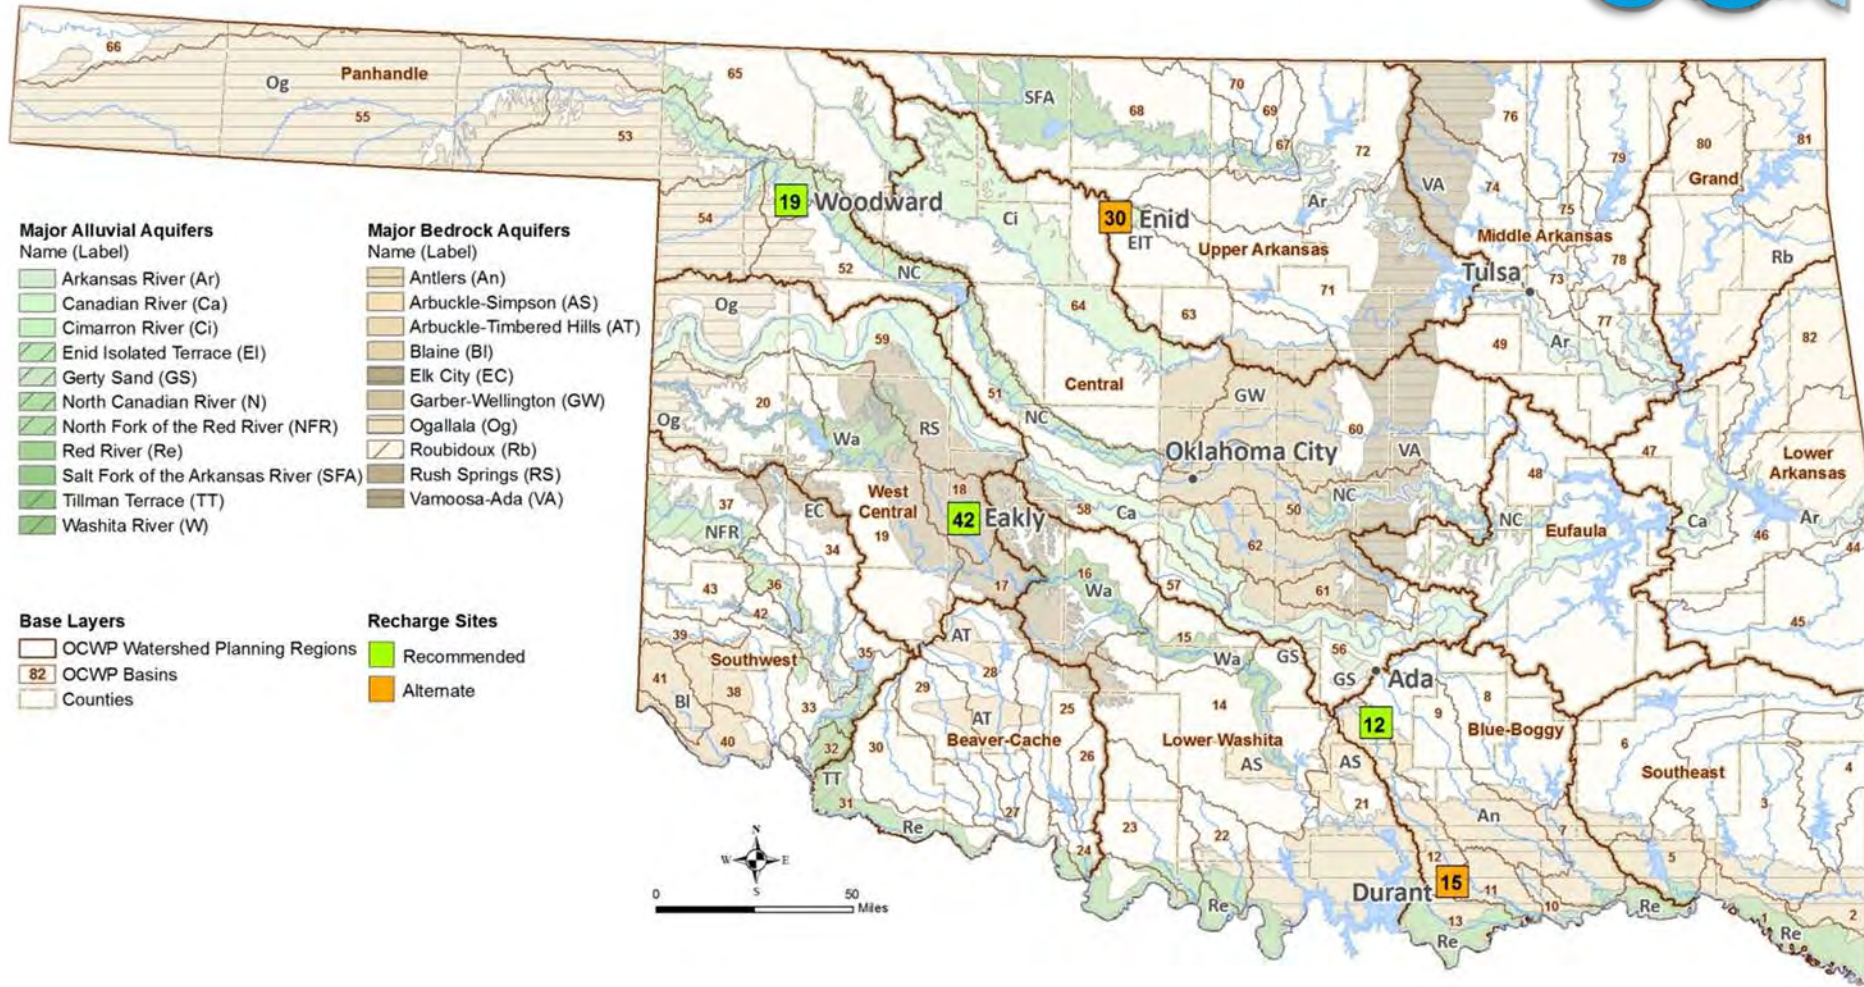 66
Og
Panhandle
55
53
65
SFA
68
70
69
67
72
76
79
80
81
Grand
VA
74
75
Middle Arkansas
78
73
Tulsa
77
Rb
54
19 Woodward
52
NC
Ci
30 Enid
EIT
Upper Arkansas
Ar
71
64
63
49
Ar
82
Major Alluvial Aquifers
Name (Label)
Arkansas River (Ar)
Canadian River (Ca)
Cimarron River (Ci)
Enid Isolated Terrace (EI)
Gerty Sand (GS)
North Canadian River (N)
North Fork of the Red River (NFR)
Red River (Re)
Salt Fork of the Arkansas River (SFA)
Tillman Terrace (TT)
Washita River (W)
Major Bedrock Aquifers
Name (Label)
Antlers (An)
Arbuckle-Simpson (AS)
Arbuckle-Timbered Hills (AT)
Blaine (Bl)
Elk City (EC)
Garber-Wellington (GW)
Ogallala (Og)
Roubidoux (Rb)
Rush Springs (RS)
Vamoosa-Ada (VA)
Base Layers
OCWP Watershed Planning Regions
82 OCWP Basins
Counties
Recharge Sites
Recommended
Alternate
Og
59
20
Og
Wa
RS
51
NC
Central
GW
60
VA
Oklahoma City
48
47
Lower
Arkansas
37
NFR
EC
West
Central
19
18
42 Eakly
58
Ca
50
NC
NC
Eufaula
Ca
46
Ar
44
34
43
36
42
17
16
Wa
57
62
61
45
39
Southwest
35
AT
28
15
Wa
GS
56
GS
Ada
41
Bl
38
33
40
29
AT
25
14
12
9
8
Blue-Boggy
6
32
30
Beaver-Cache
26
Lower Washita
AS
AS
Southeast
4
TT
31
Re
27
24
23
22
21
An
7
3
5
12
Durant 15
11
10
13
Re
Re
Re
1
Re
2
N
W
E
S
0
50
Miles